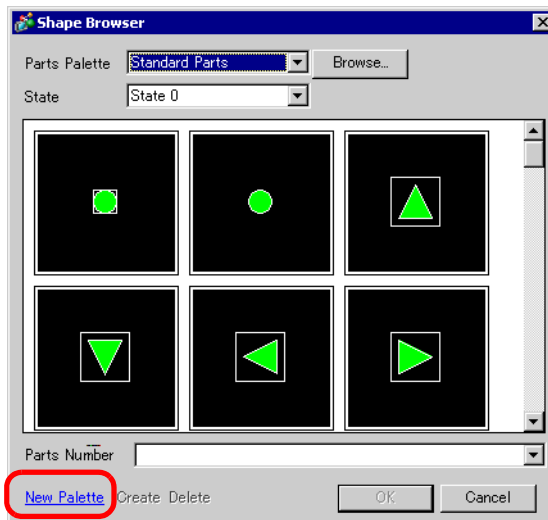 Shape Browser
Parts Palette Standard Parts Browse...
State State 0
Parts Number
New Palette Create Delete OK Cancel